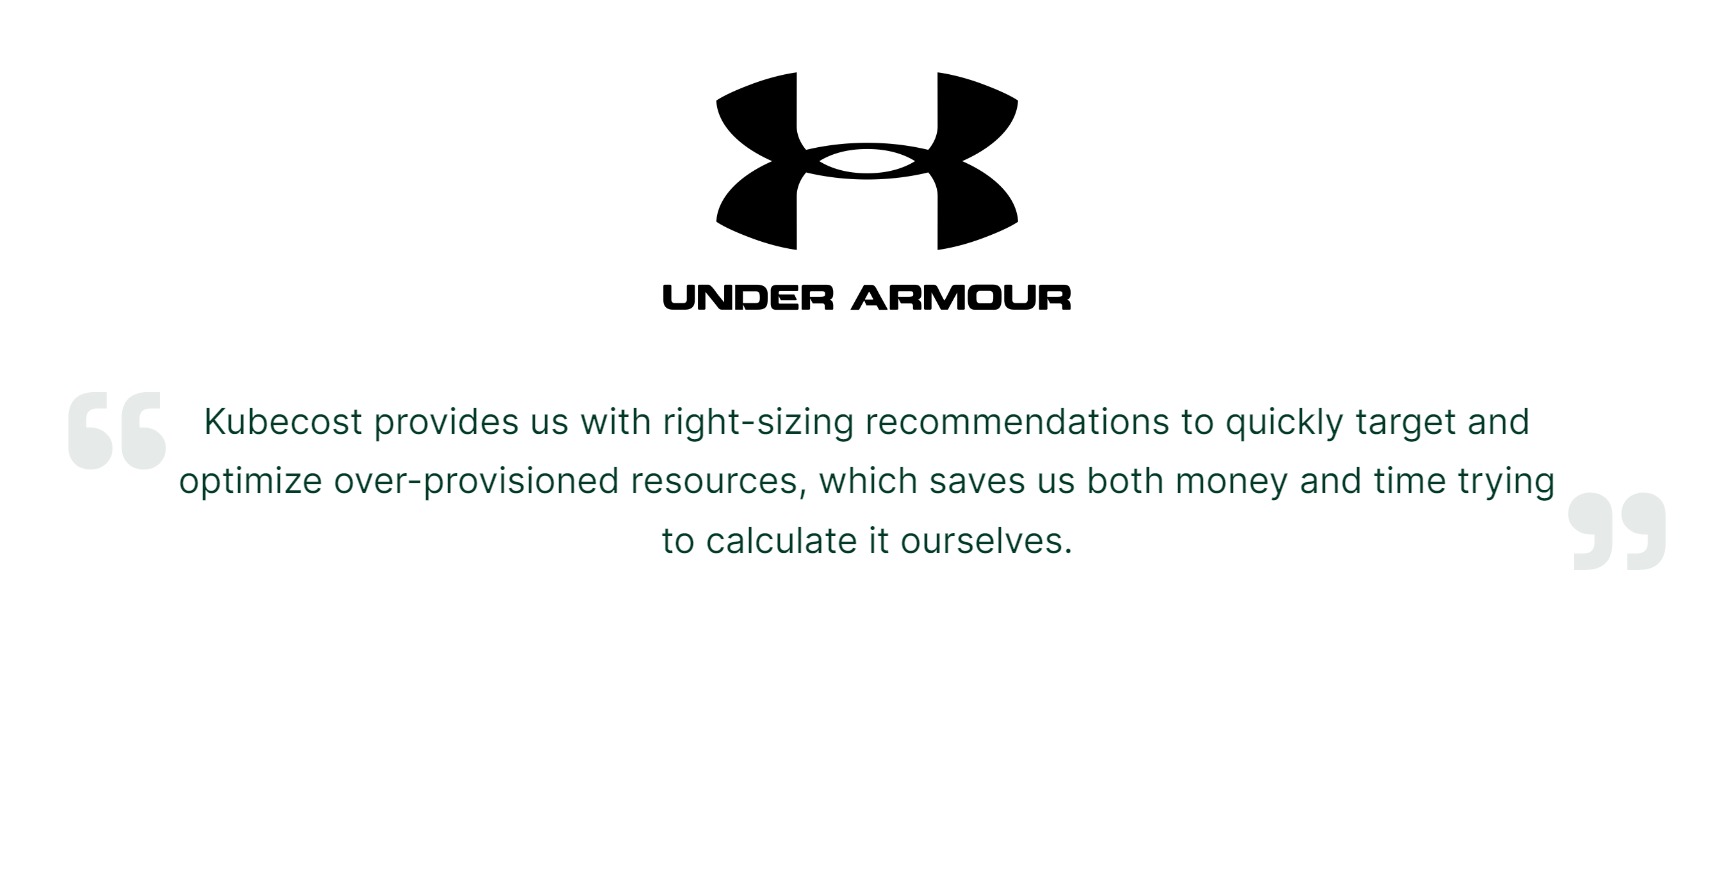 UNDER ARMOUR
“
Kubecost provides us with right-sizing recommendations to quickly target and
optimize over-provisioned resources, which saves us both money and time trying
to calculate it ourselves.
”